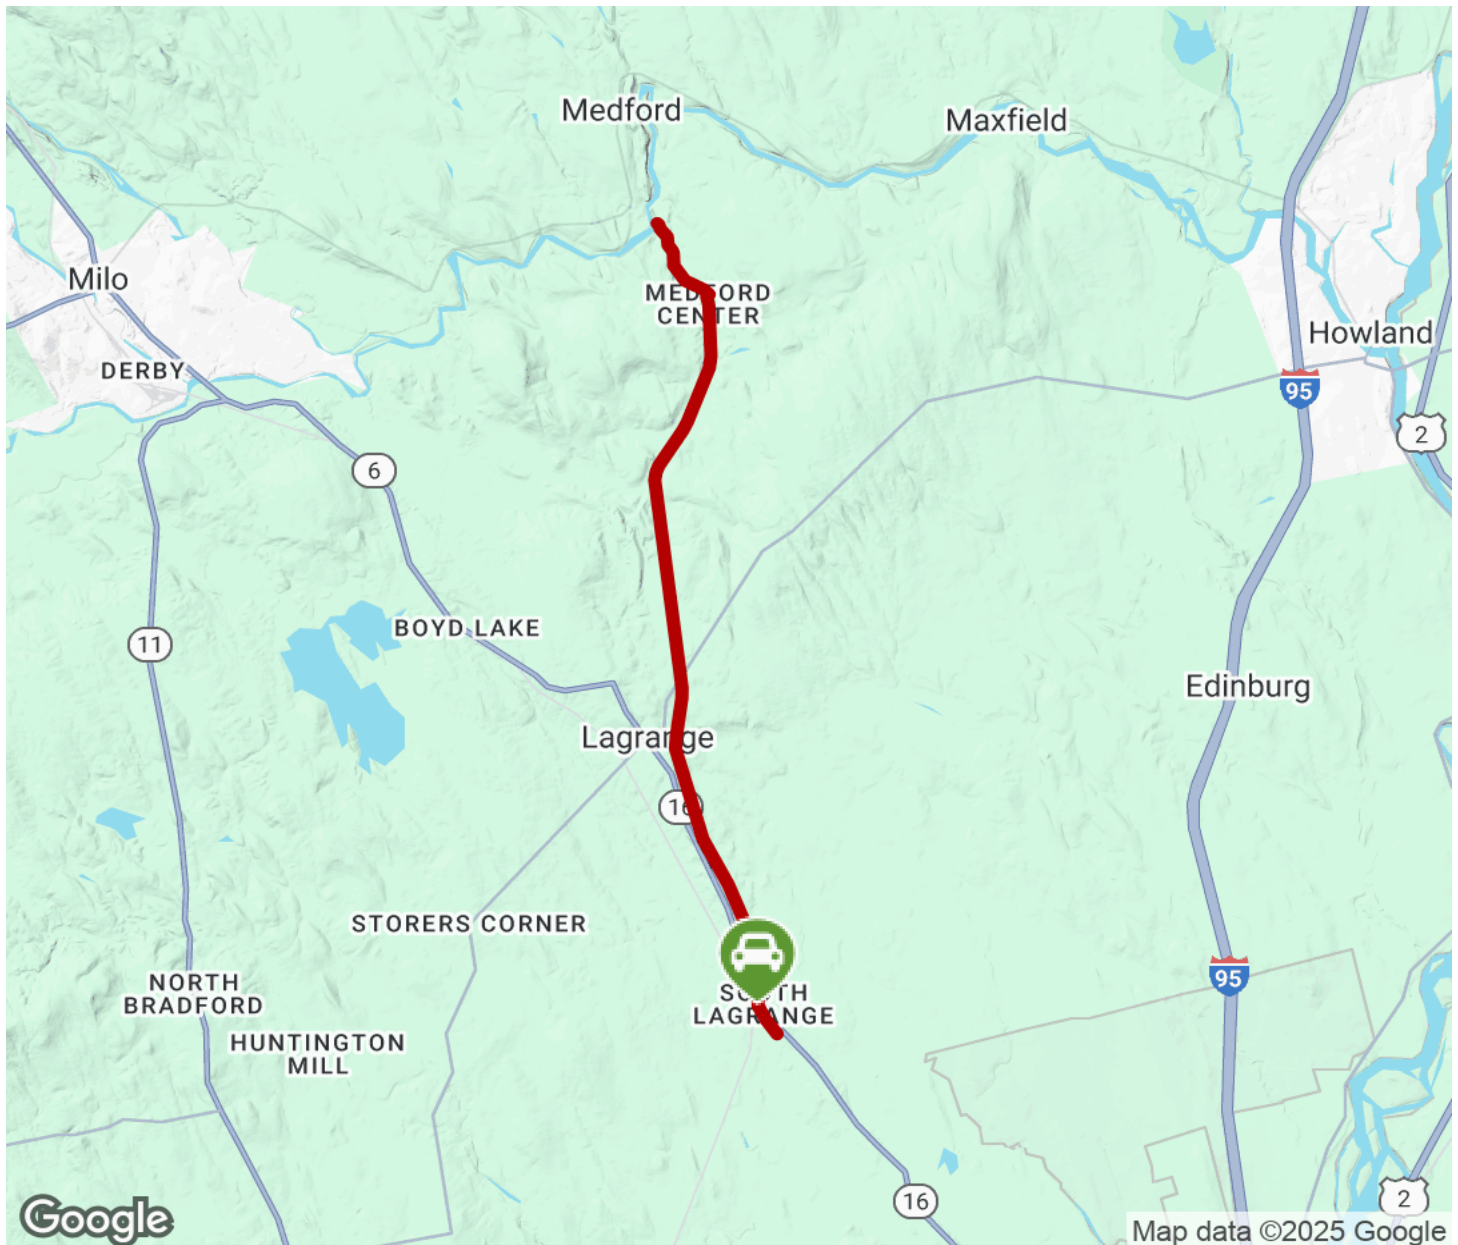 Medford
Maxfield
Milo
MEDFORD
CENTER
Howland
DERBY
95
2
6
BOYD LAKE
11
Edinburg
Lagrange
16
STORERS CORNER
95
NORTH
BRADFORD
SOUTH
LAGRANGE
HUNTINGTON
MILL
16
2
Google
Map data ©2025 Google